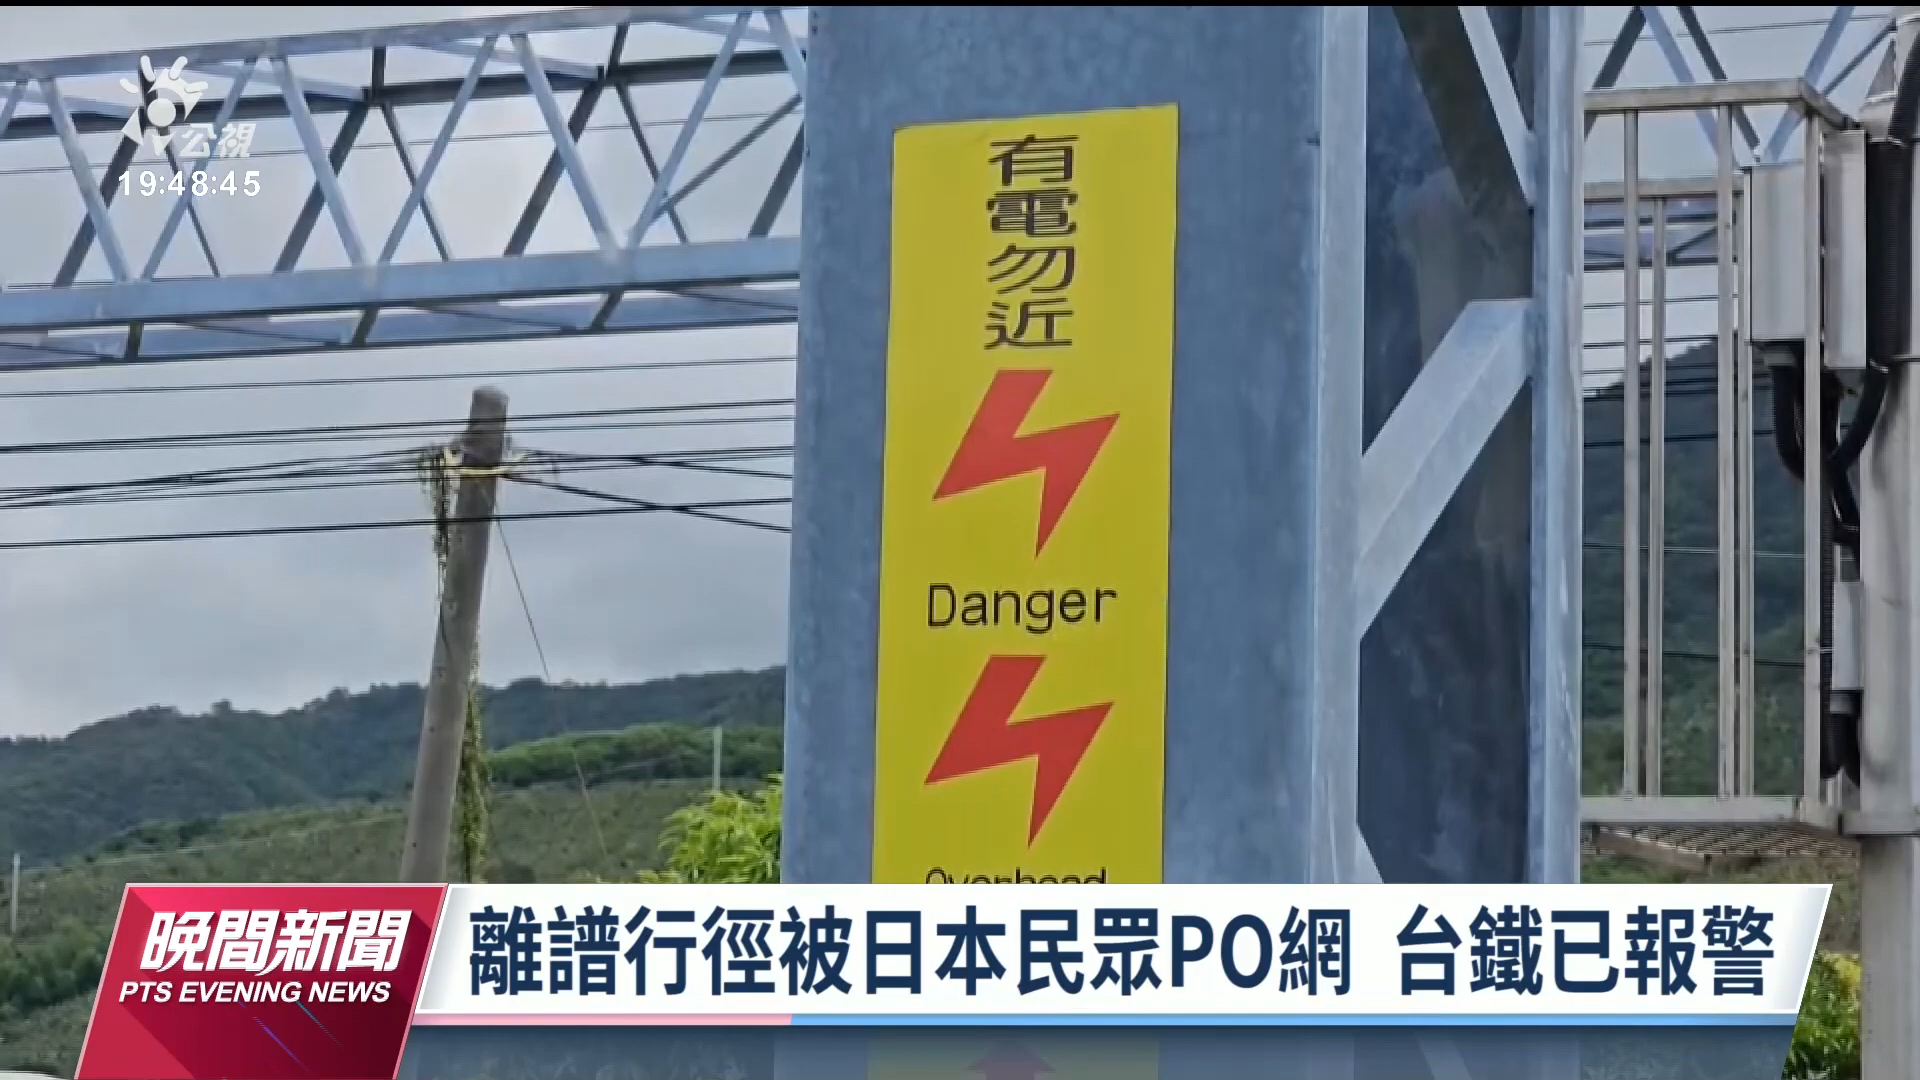 公視
19:48:45
有電勿近
Danger
Overhead
晚間新聞
PTS EVENING NEWS
離譜行徑被日本民眾PO網 台鐵已報警